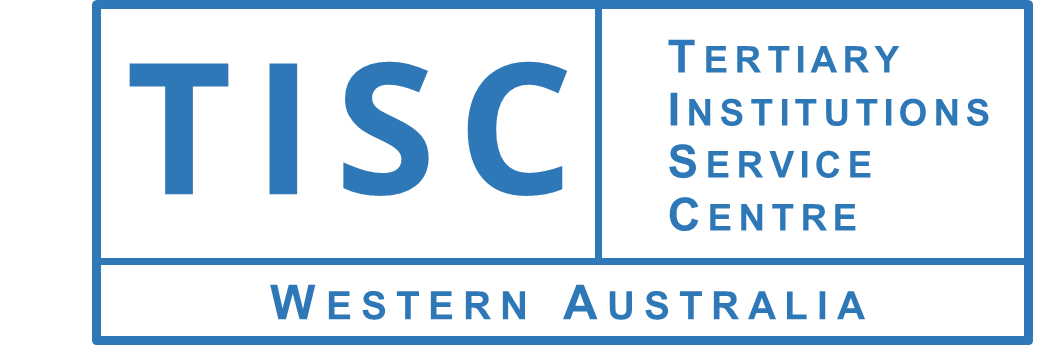 TISC
TERTIARY
INSTITUTIONS
SERVICE
CENTRE
WESTERN AUSTRALIA